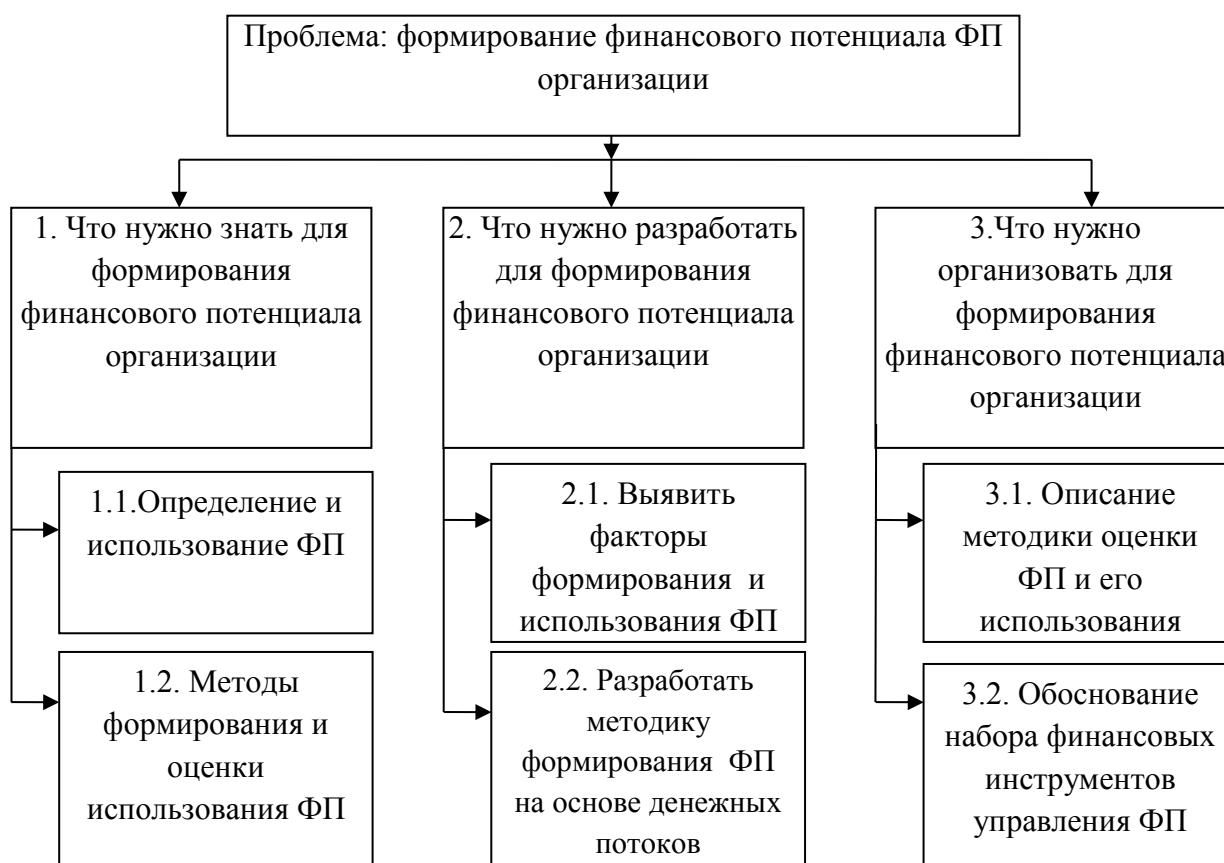 Проблема: формирование финансового потенциала ФП
организации
1. Что нужно знать для
формирования
финансового потенциала
организации
1.1.Определение и
использование ФП
1.2. Методы
формирования и
оценки
использования ФП
2. Что нужно разработать
для формирования
финансового потенциала
организации
2.1. Выявить
факторы
формирования и
использования ФП
2.2. Разработать
методику
формирования ФП
на основе денежных
потоков
3.Что нужно
организовать для
формирования
финансового потенциала
организации
3.1. Описание
методики оценки
ФП и его
использования
3.2. Обоснование
набора финансовых
инструментов
управления ФП